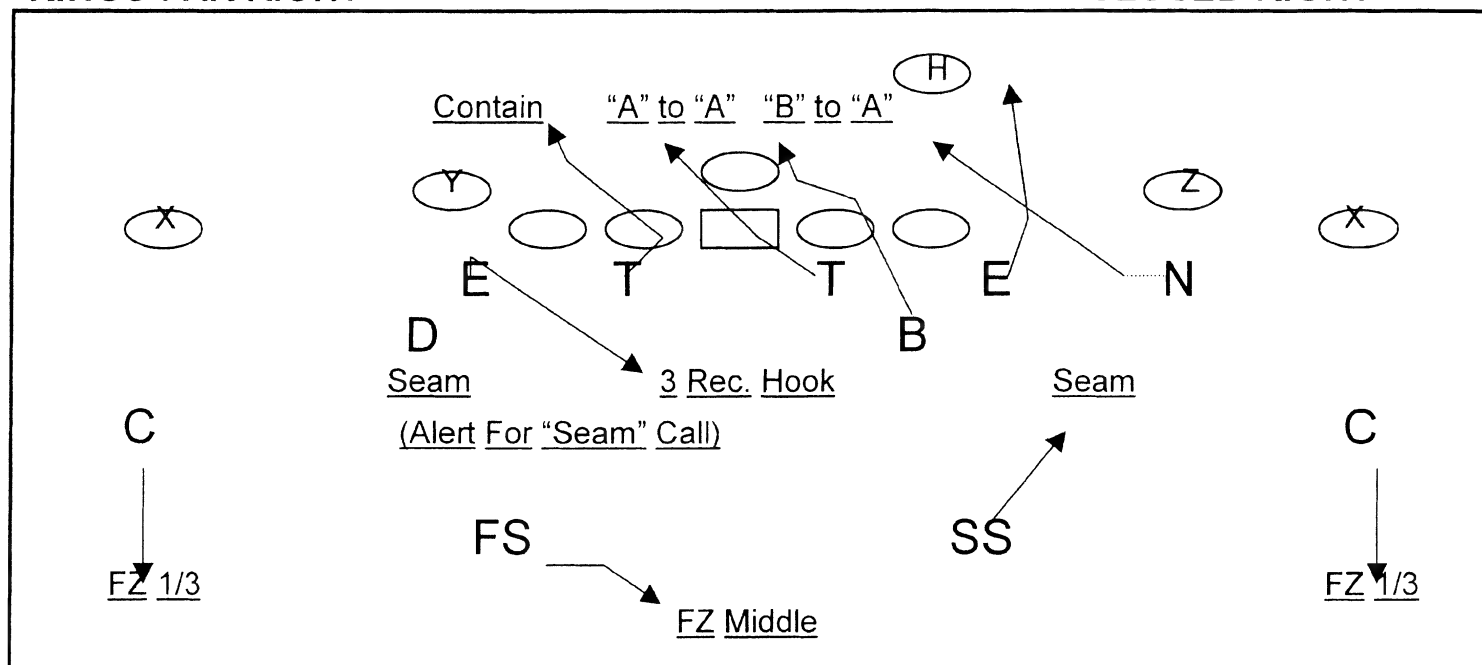 H
Contain "A" to "A" "B" to "A"
Y Z
X X
E T T E N
D B
Seam 3 Rec. Hook Seam
(Alert For "Seam" Call)
C C
FS SS
FZ 1/3 FZ 1/3
FZ Middle